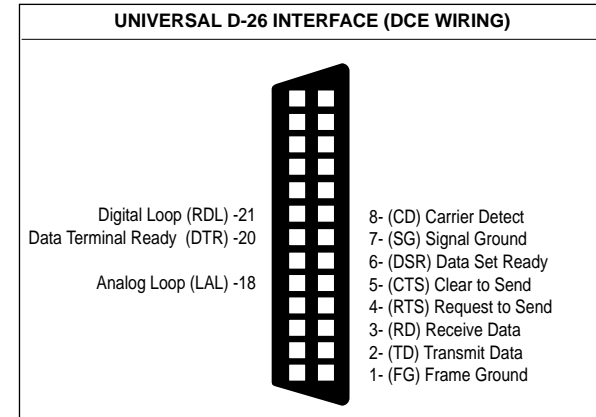 UNIVERSAL D-26 INTERFACE (DCE WIRING)
Digital Loop (RDL) -21
Data Terminal Ready (DTR) -20
Analog Loop (LAL) -18
8- (CD) Carrier Detect
7- (SG) Signal Ground
6- (DSR) Data Set Ready
5- (CTS) Clear to Send
4- (RTS) Request to Send
3- (RD) Receive Data
2- (TD) Transmit Data
1- (FG) Frame Ground